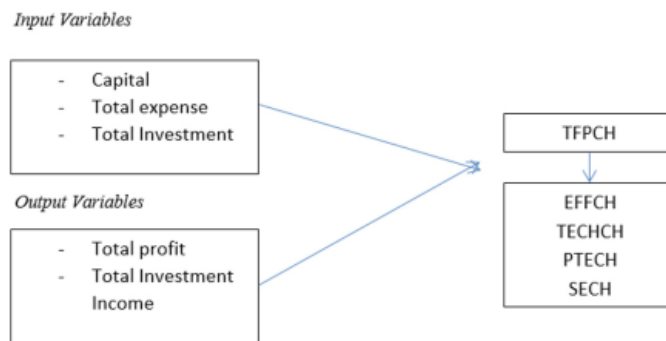 Input Variables
- Capital
- Total expense
- Total Investment
TFPCH
Output Variables
- Total profit
- Total Investment
Income
EFFCH
TECHCH
PTECH
SECH